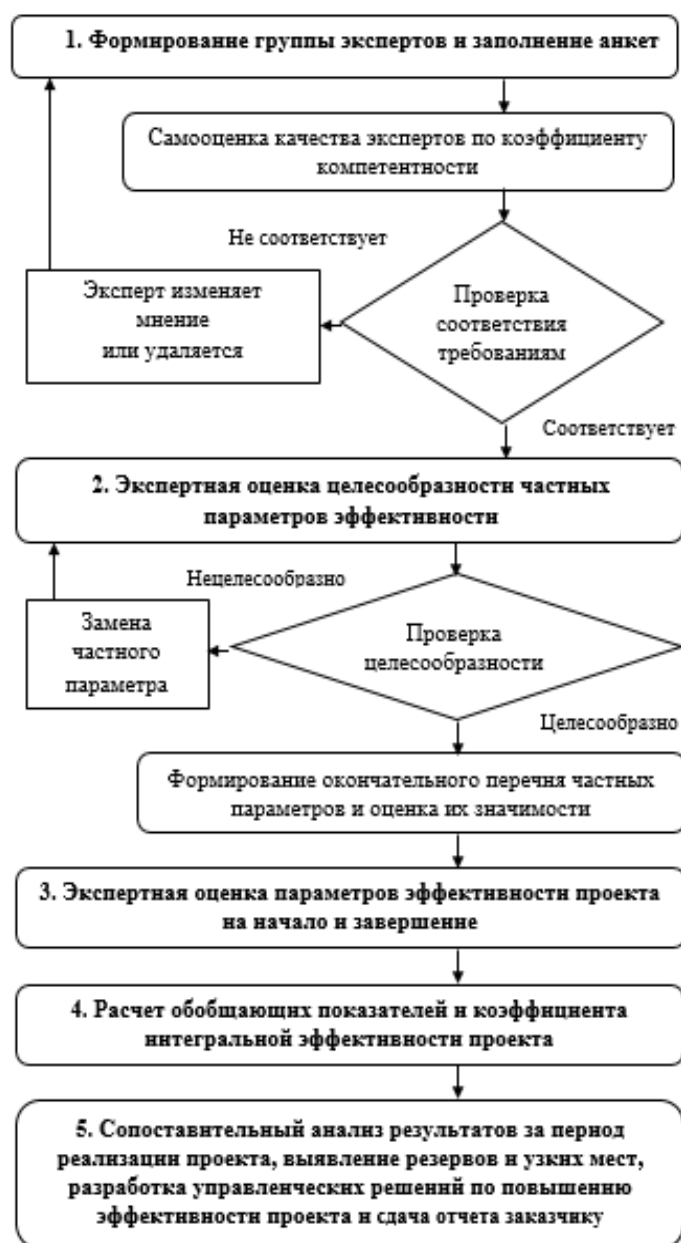 1. Формирование группы экспертов и заполнение анкет
Самооценка качества экспертов по коэффициенту
компетентности
Не соответствует
Эксперт изменяет
мнение
или удаляется
Проверка
соответствия
требованиям
Соответствует
2. Экспертная оценка целесообразности частных
параметров эффективности
Нецелесообразно
Замена
частного
параметра
Проверка
целесообразности
Целесообразно
Формирование окончательного перечня частных
параметров и оценка их значимости
3. Экспертная оценка параметров эффективности проекта
на начало и завершение
4. Расчет обобщающих показателей и коэффициента
интегральной эффективности проекта
5. Сопоставительный анализ результатов за период
реализации проекта, выявление резервов и узких мест,
разработка управленческих решений по повышению
эффективности проекта и сдача отчета заказчику